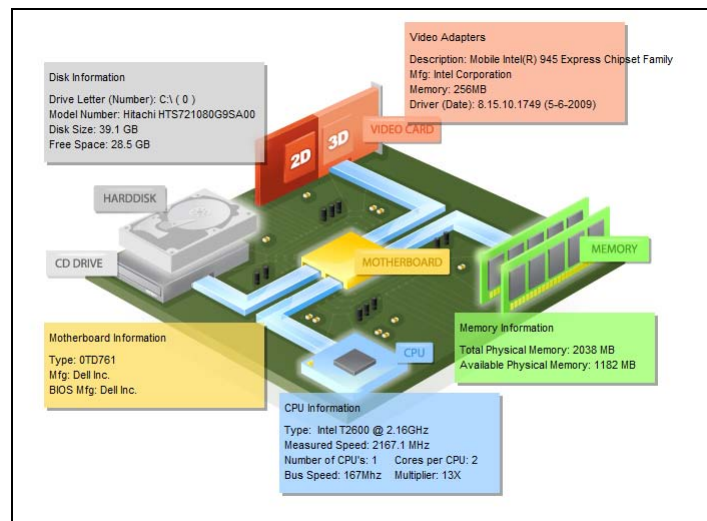 Video Adapters
Description: Mobile Intel(R) 945 Express Chipset Family
Mfg: Intel Corporation
Memory: 256MB
Driver (Date): 8.15.10.1749 (5-6-2009)
Disk Information
Drive Letter (Number): C:\ ( 0 )
Model Number: Hitachi HTS721080G9SA00
Disk Size: 39.1 GB
Free Space: 28.5 GB
2D
3D
VIDEO CARD
HARDDISK
CD DRIVE
MOTHERBOARD
MEMORY
Motherboard Information
Type: 0TD761
Mfg: Dell Inc.
BIOS Mfg: Dell Inc.
CPU
Memory Information
Total Physical Memory: 2038 MB
Available Physical Memory: 1182 MB
CPU Information
Type: Intel T2600 @ 2.16GHz
Measured Speed: 2167.1 MHz
Number of CPU's: 1 Cores per CPU: 2
Bus Speed: 167Mhz Multiplier: 13X